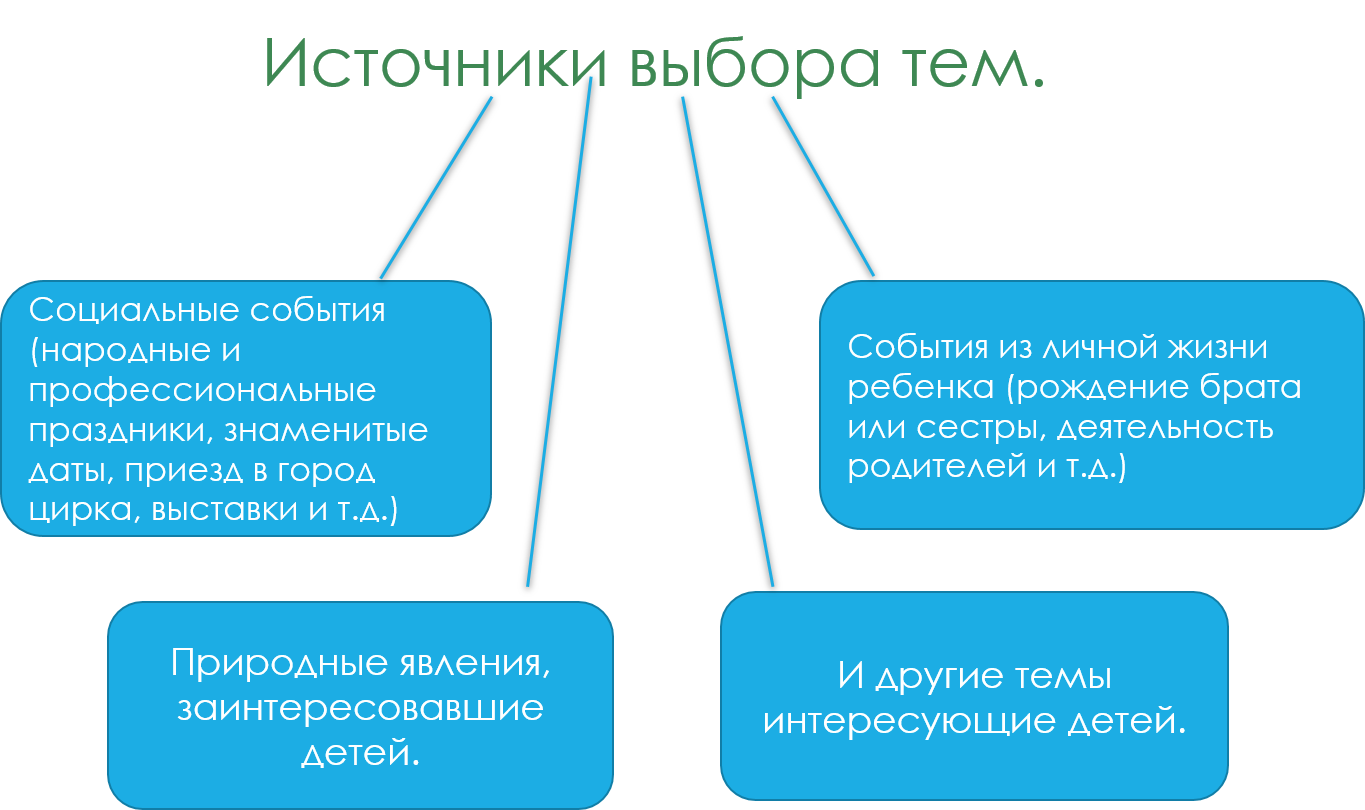 Источники выбора тем.
Социальные события
(народные и
профессиональные
праздники, знаменитые
даты, приезд в город
цирка, выставки и т.д.)
События из личной жизни
ребенка (рождение брата
или сестры, деятельность
родителей и т.д.)
Природные явления,
заинтересовавшие
детей.
И другие темы
интересующие детей.